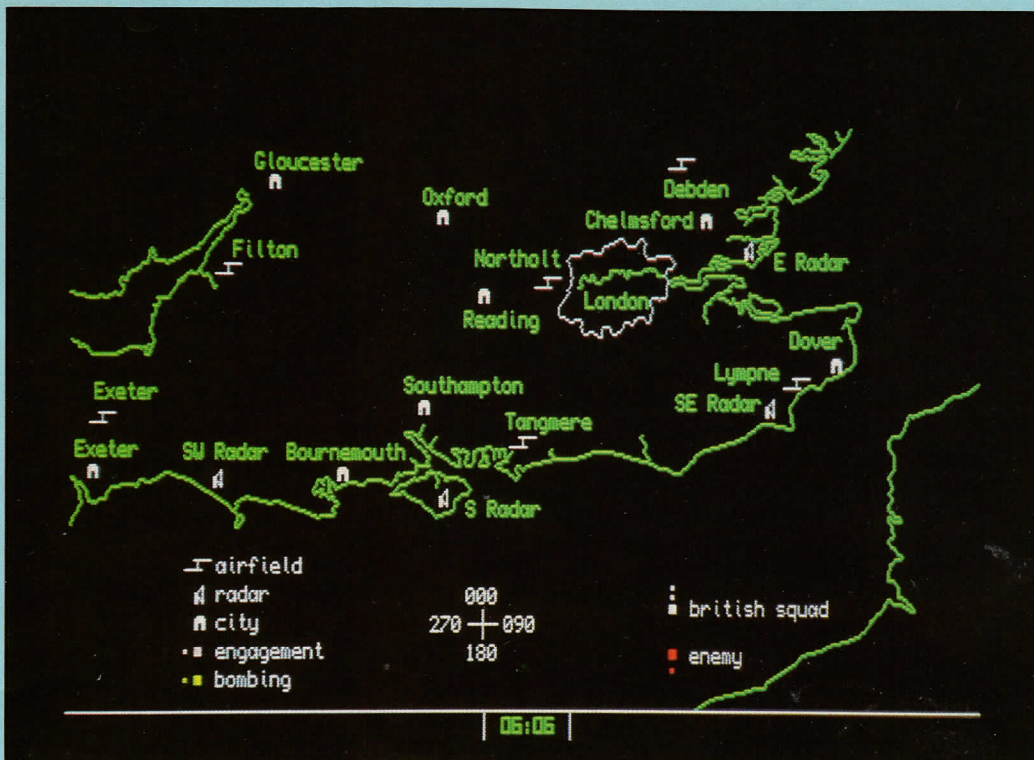 Gloucester
Oxford
Debden
Chelmsford
Filton
Northolt
E Radar
London
Reading
Dover
Lympne
Exeter
Southampton
SE Radar
Tangmere
Exeter
SW Radar
Bournemouth
S Radar
airfield
radar
city
engagement
bombing
000
270
090
180
british squad
enemy
06:06